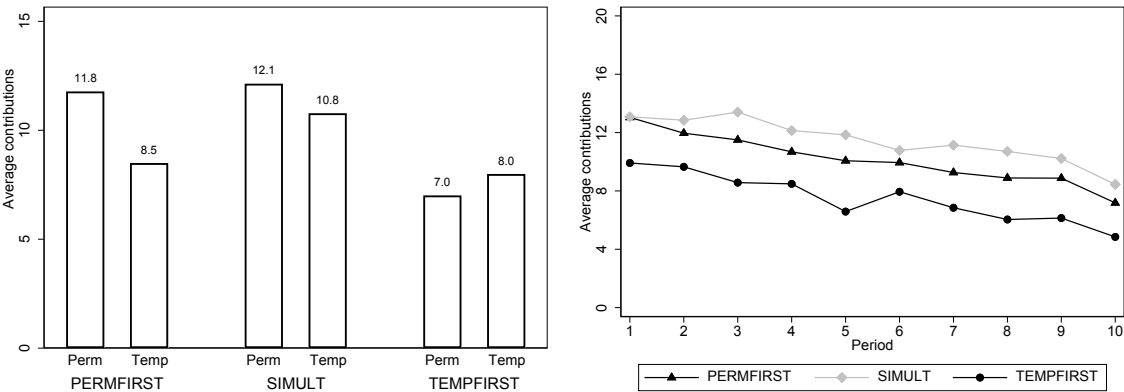 Average contributions
15
10
5
0
11.8
8.5
12.1
10.8
7.0
8.0
Perm Temp Perm Temp Perm Temp
PERMFIRST SIMULT TEMPFIRST
Average contributions
20
16
12
8
4
0
1 2 3 4 5 6 7 8 9 10
Period
PERMFIRST SIMULT TEMPFIRST